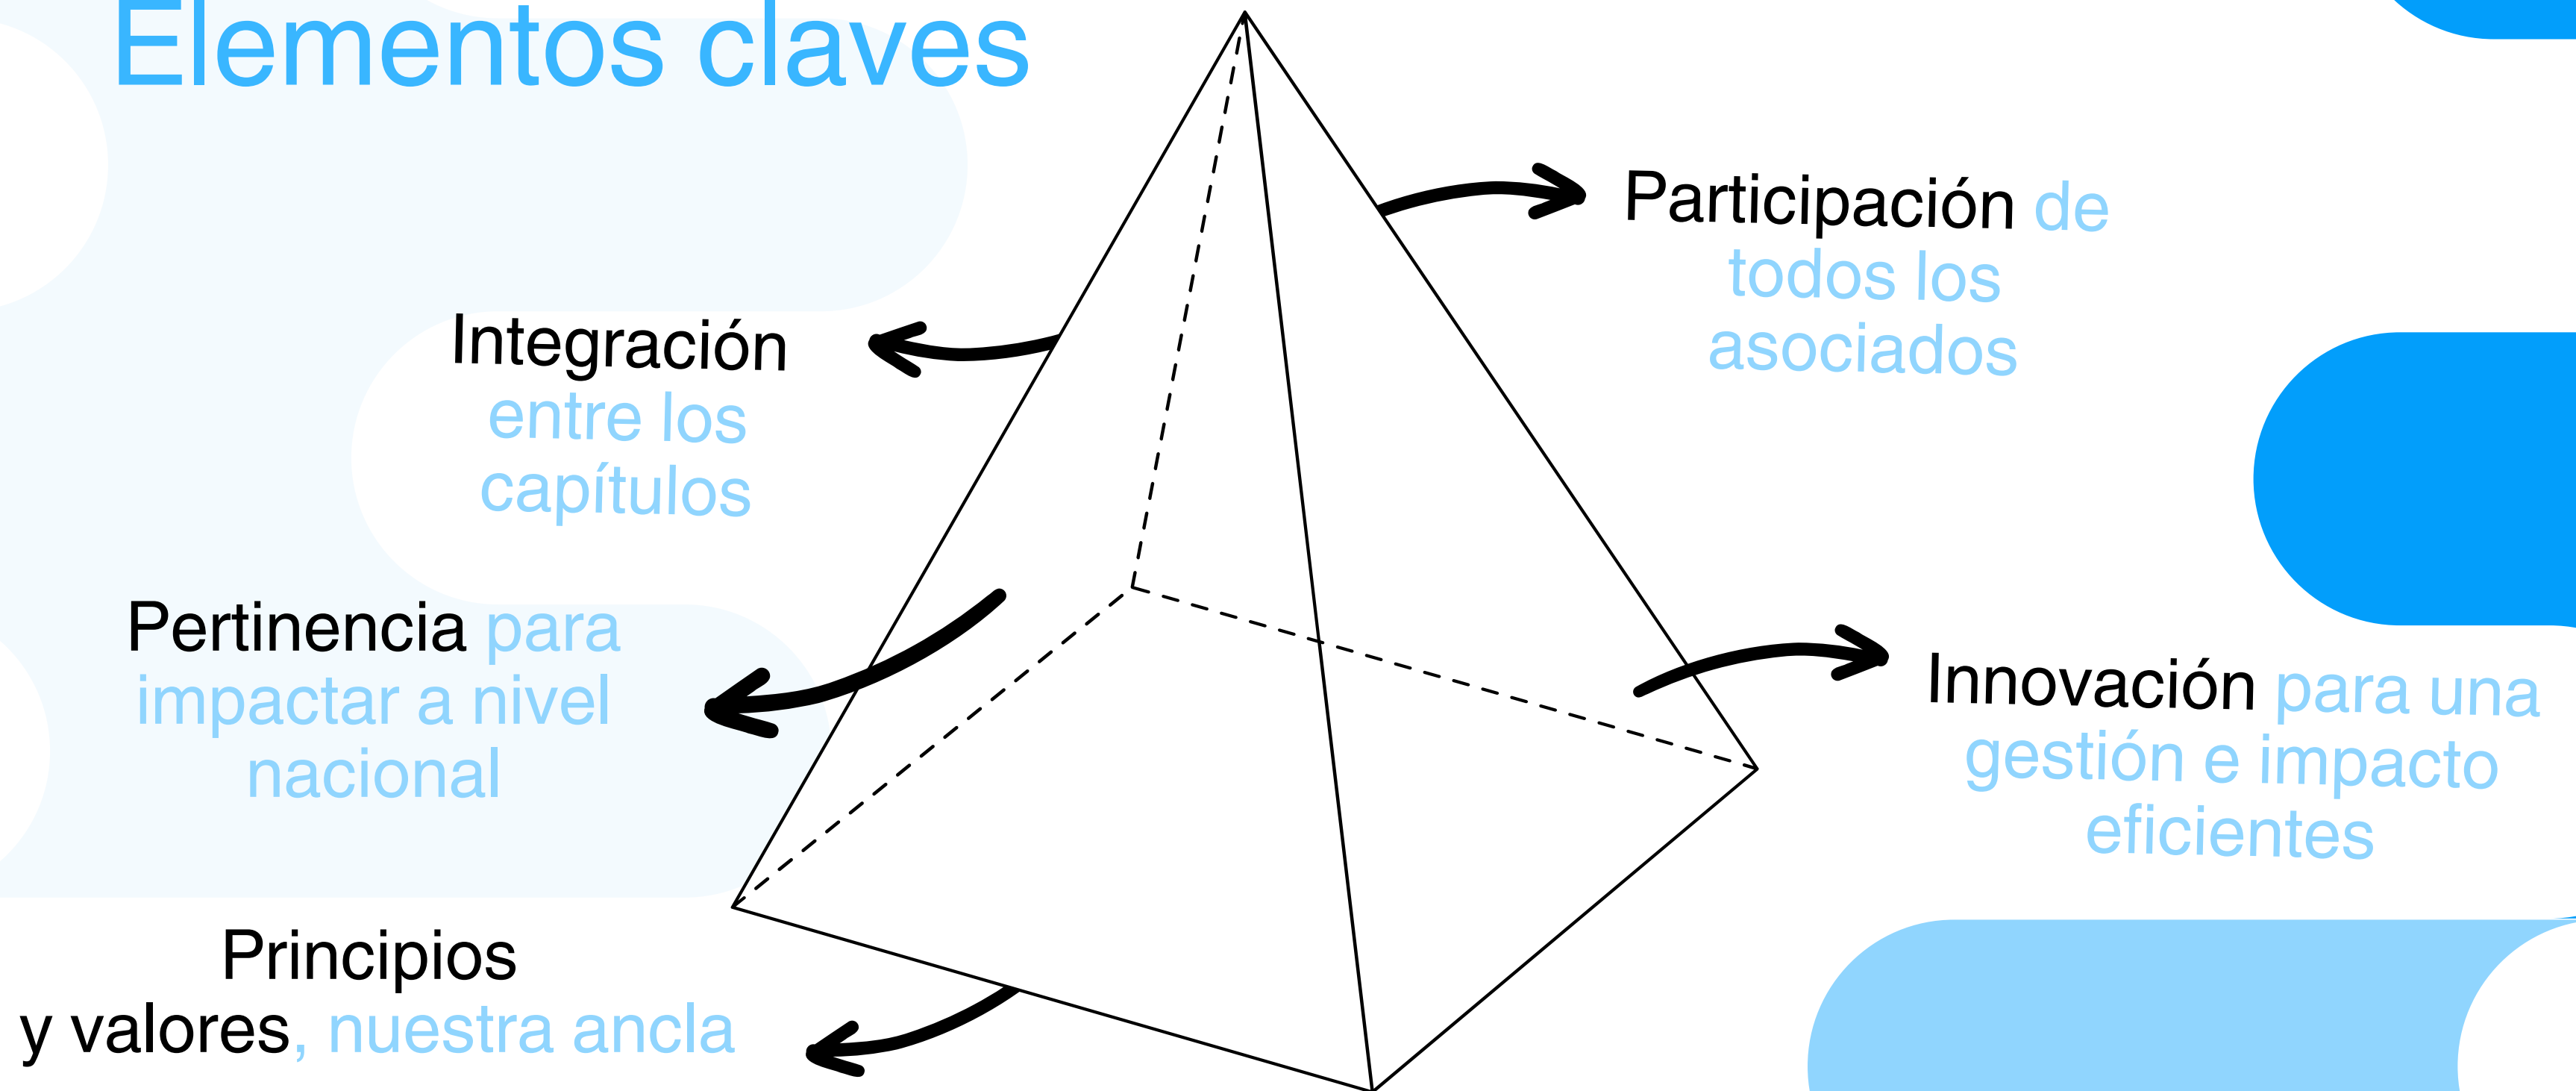 Elementos claves
Participación de
todos los
asociados
Integración
entre los
capítulos
Pertinencia para
impactar a nivel
nacional
Innovación para una
gestión e impacto
eficientes
Principios
y valores, nuestra ancla